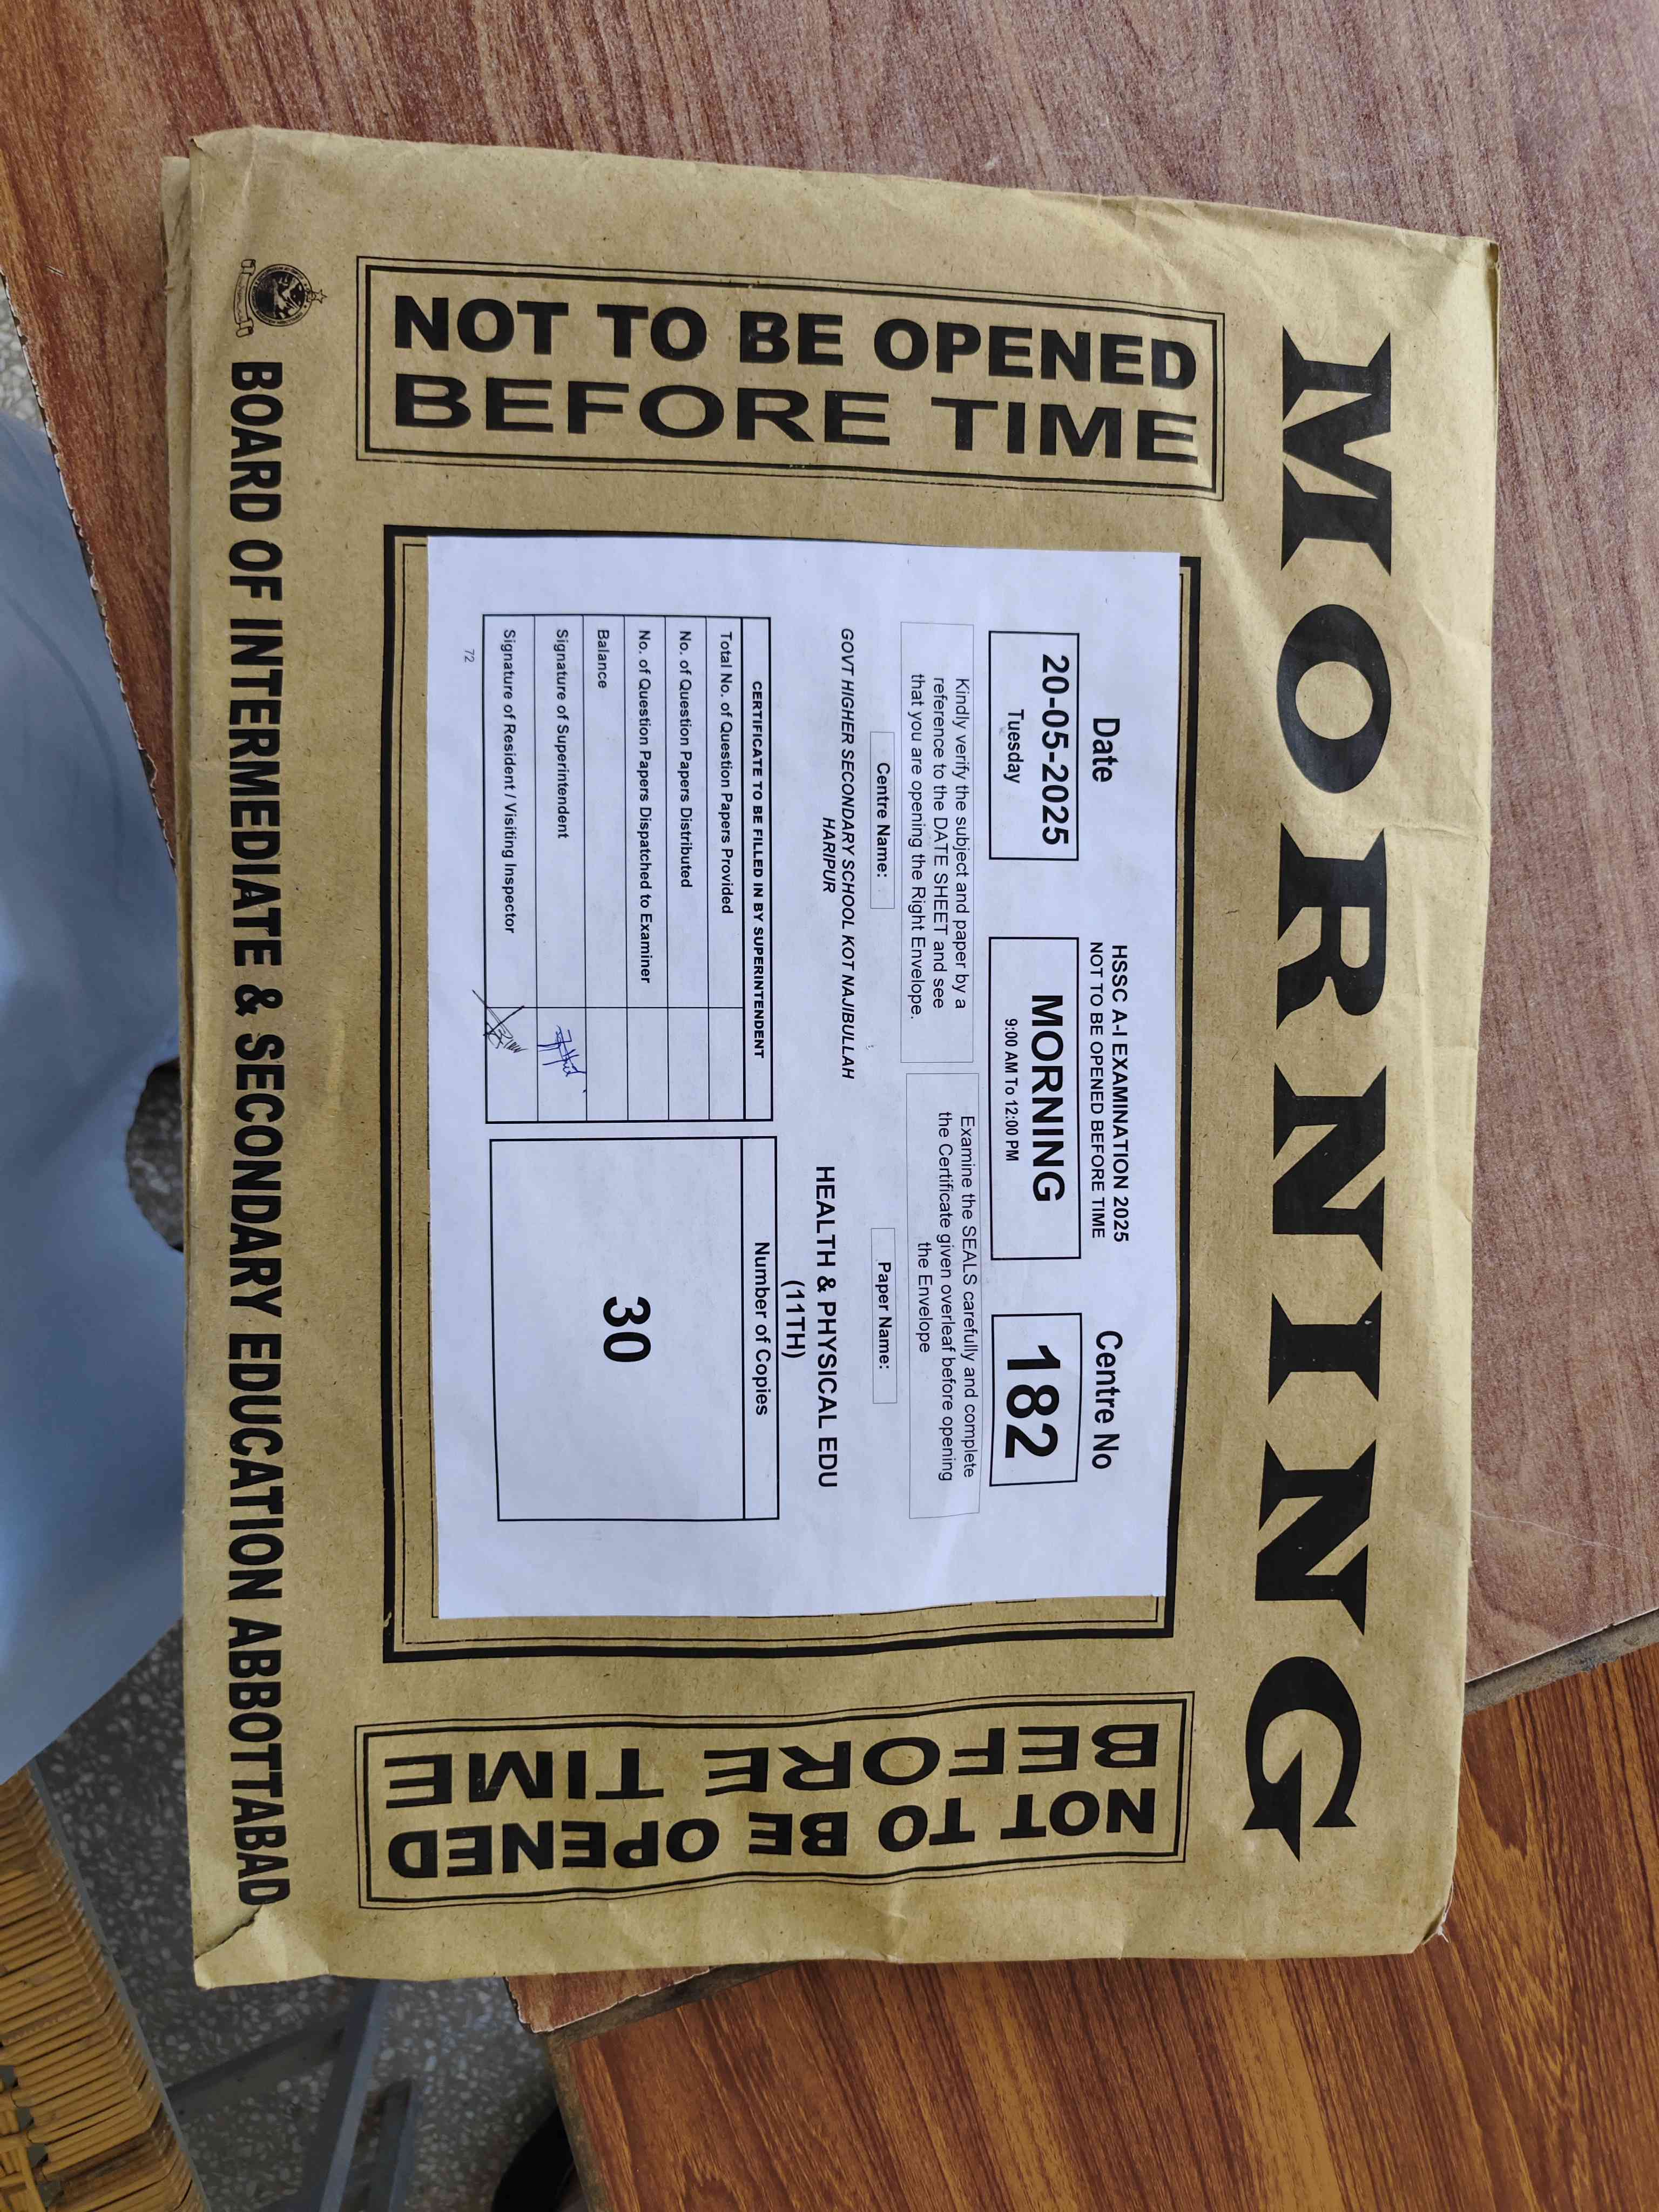 MORNING
NOT TO BE OPENED
BEFORE TIME
Date
20-05-2025
Tuesday
HSSC A-I EXAMINATION 2025
NOT TO BE OPENED BEFORE TIME
MORNING
9:00 AM To 12:00 PM
Centre No
182
Kindly verify the subject and paper by a
reference to the DATE SHEET and see
that you are opening the Right Envelope.
Examine the SEALS carefully and complete
the Certificate given overleaf before opening
the Envelope
Centre Name:
GOVT HIGHER SECONDARY SCHOOL KOT NAJIBULLAH
HARIPUR
Paper Name:
HEALTH & PHYSICAL EDU
(11TH)
CERTIFICATE TO BE FILLED IN BY SUPERINTENDENT
Total No. of Question Papers Provided
No. of Question Papers Distributed
No. of Question Papers Dispatched to Examiner
Balance
Signature of Superintendent
Signature of Resident / Visiting Inspector
72
Number of Copies
30
NOT TO BE OPENED
BEFORE TIME
BOARD OF INTERMEDIATE & SECONDARY EDUCATION ABBOTTABAD